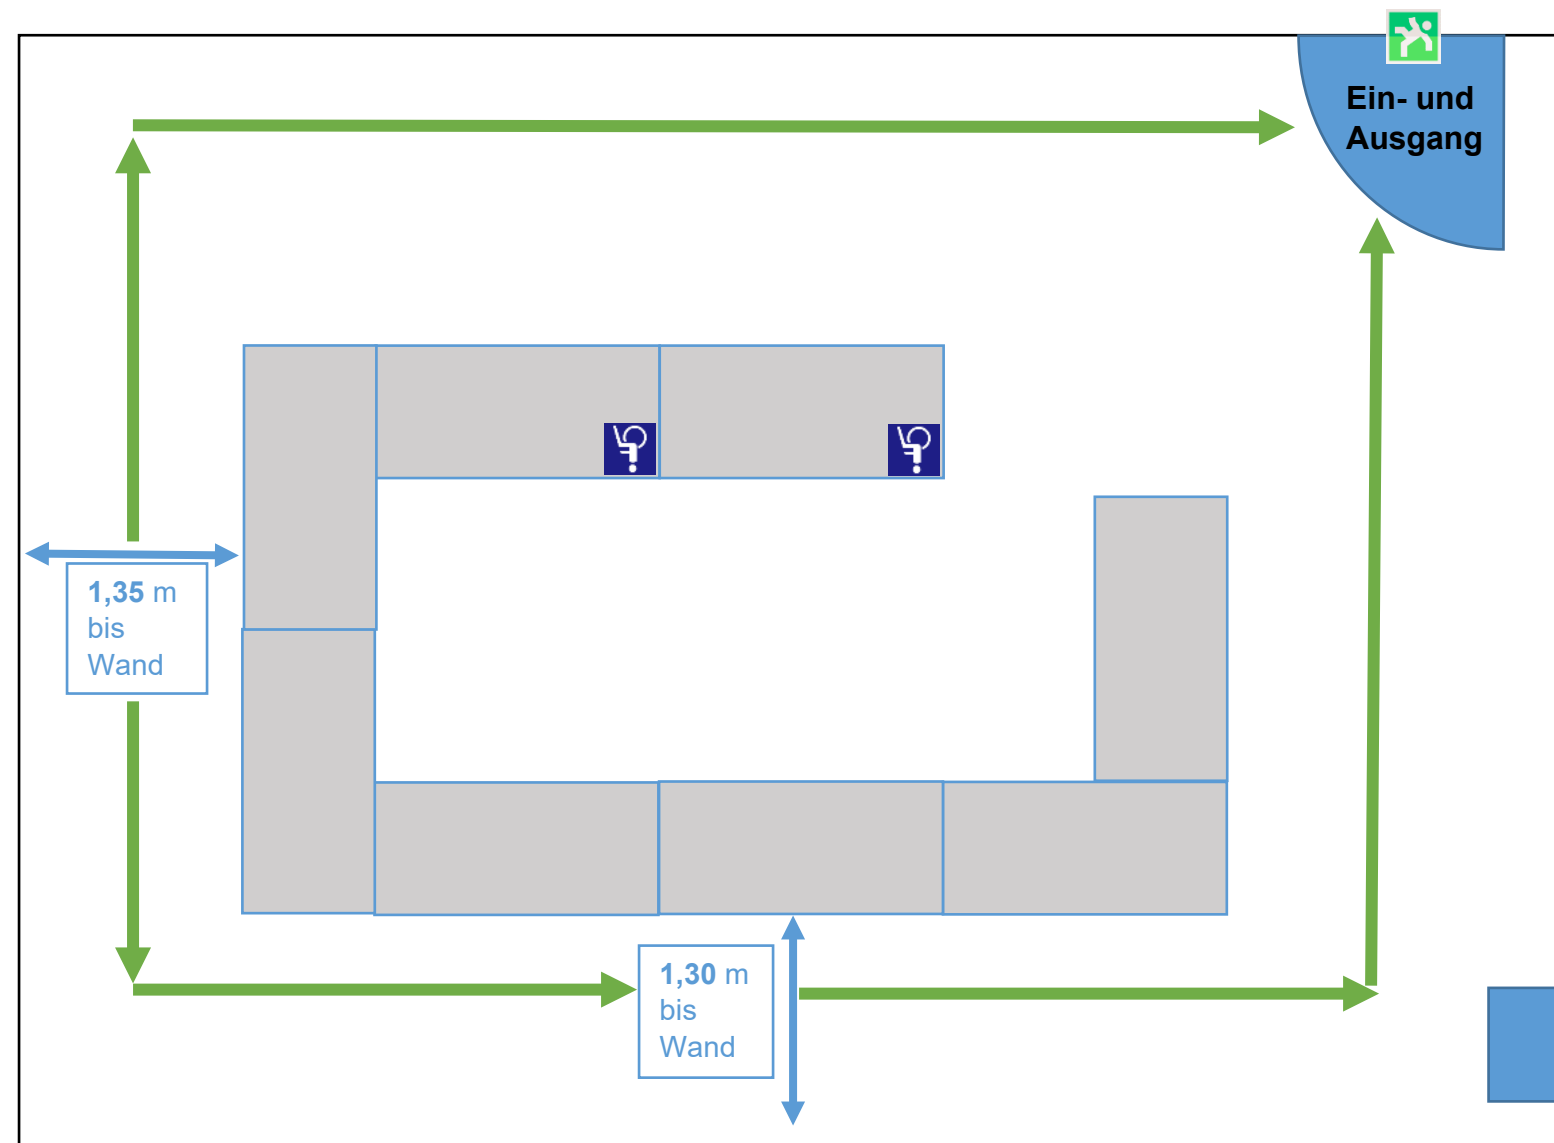 Ein- und
Ausgang
1,35 m
bis
Wand
1,30 m
bis
Wand